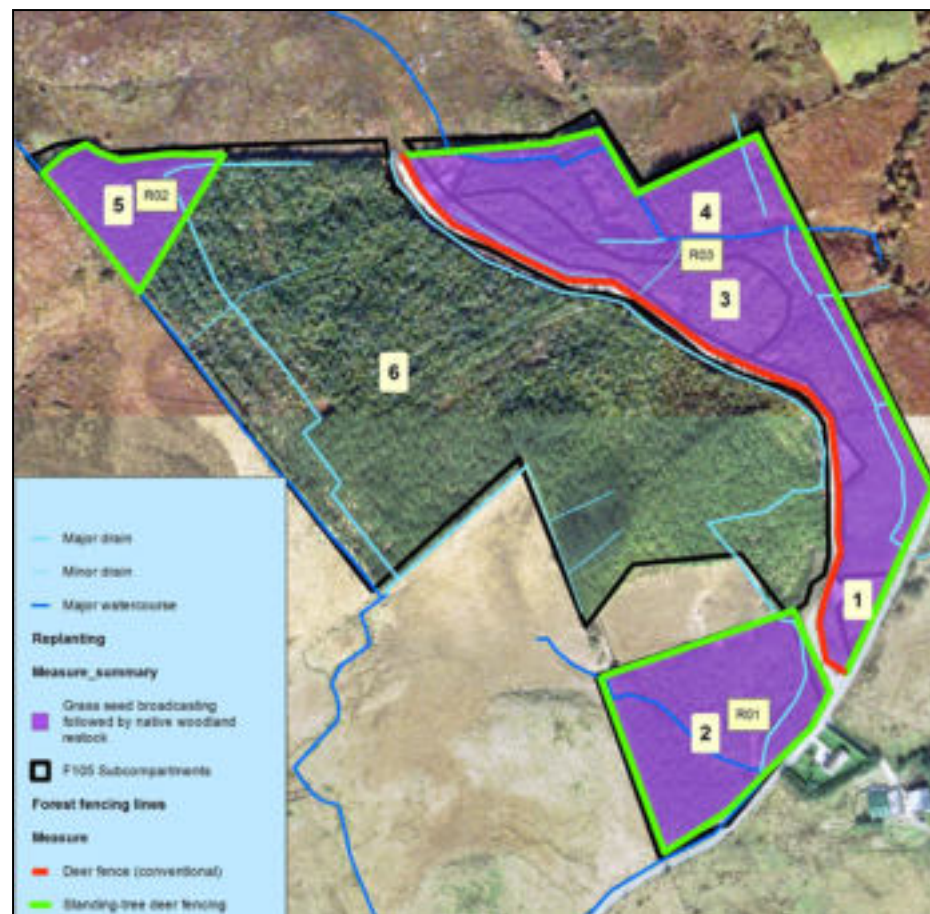 5
R02
4
R03
3
6
1
2
R01
Major drain
Minor drain
Major watercourse
Replanting
Measure_summary
Grass seed broadcasting
followed by native woodland
restock
F105 Subcompartments
Forest fencing lines
Measure
Deer fence (conventional)
Standing-tree deer fencing